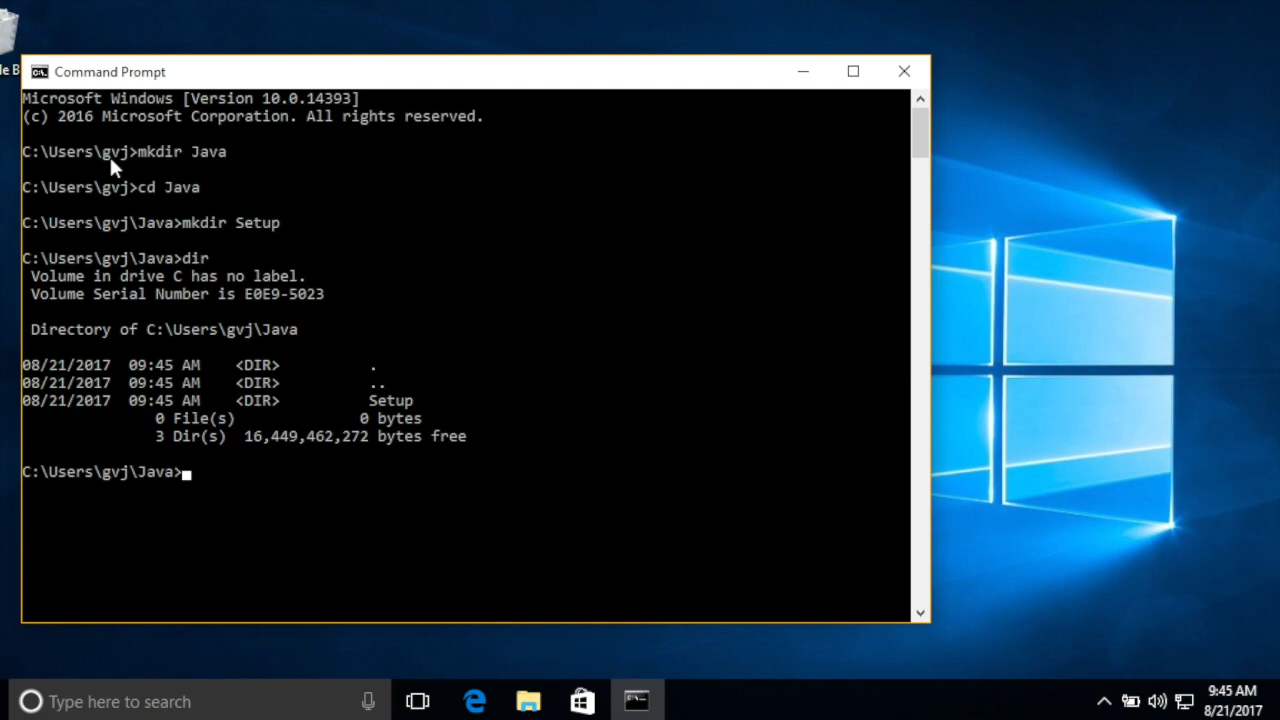 le B
Command Prompt
Microsoft Windows [Version 10.0.14393]
(c) 2016 Microsoft Corporation. All rights reserved.
C:\Users\gvj>mkdir Java
C:\Users\gvj>cd Java
C:\Users\gvj\Java>mkdir Setup
C:\Users\gvj\Java>dir
Volume in drive C has no label.
Volume Serial Number is E0E9-5023
Directory of C:\Users\gvj\Java
08/21/2017  09:45 AM    <DIR>          .
08/21/2017  09:45 AM    <DIR>          ..
08/21/2017  09:45 AM    <DIR>          Setup
0 File(s)              0 bytes
3 Dir(s)  16,449,462,272 bytes free
C:\Users\gvj\Java>
Type here to search
9:45 AM
8/21/2017